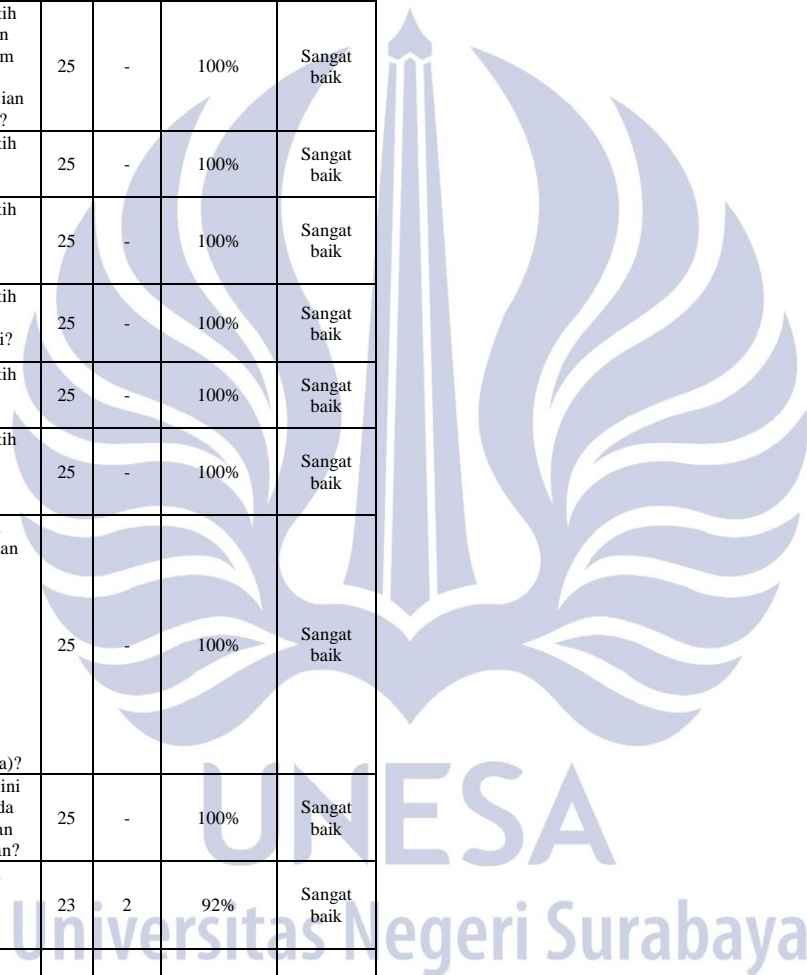 25 - 100% Sangat baik
?
25 - 100% Sangat baik
25 - 100% Sangat baik
i?
25 - 100% Sangat baik
25 - 100% Sangat baik
25 - 100% Sangat baik
25 - 100% Sangat baik
a)?
ini
25 - 100% Sangat baik
n?
23 2 92% Sangat baik
UNESA
Universitas Negeri Surabaya